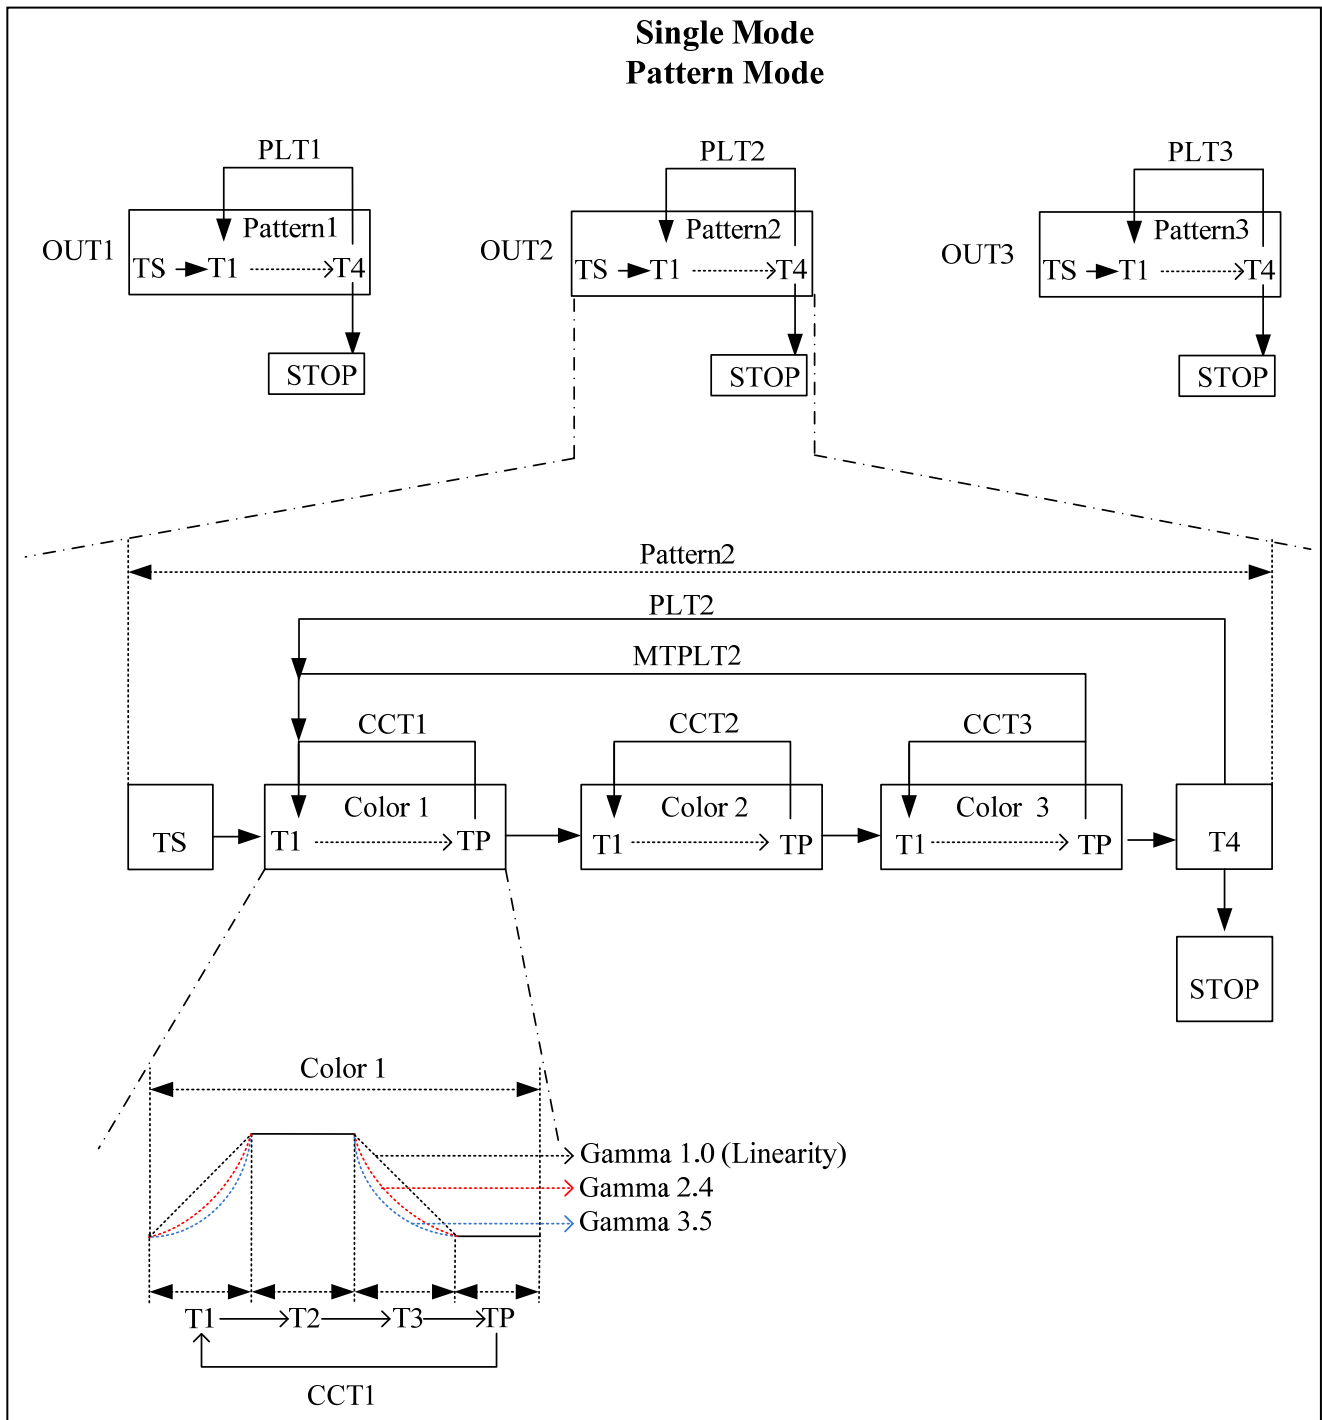 Single Mode
Pattern Mode
PLT1 PLT2 PLT3
OUT1 Pattern1 OUT2 Pattern2 OUT3 Pattern3
TS T1 T4 TS T1 T4 TS T1 T4
STOP STOP STOP
Pattern2
PLT2
MTPLT2
CCT1 CCT2 CCT3
Color 1 Color 2 Color 3
TS T1 TP T1 TP T1 TP T4
STOP
Color 1
Gamma 1.0 (Linearity)
Gamma 2.4
Gamma 3.5
T1 T2 T3 TP
CCT1